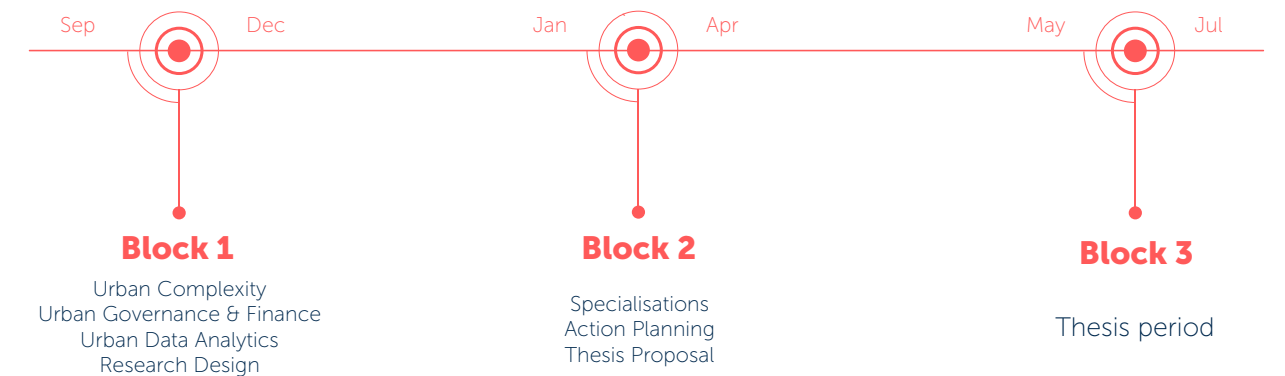 Sep
Dec
Jan
Apr
May
Jul
Block 1
Urban Complexity
Urban Governance & Finance
Urban Data Analytics
Research Design
Block 2
Specialisations
Action Planning
Thesis Proposal
Block 3
Thesis period